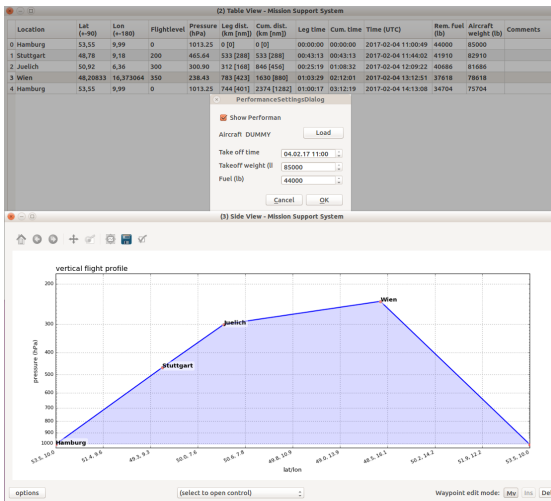 (2) Table View - Mission Support System
Location Lat (+-90) Lon (+-180) Flightlevel Pressure (hPa) Leg dist. (km [nm]) Cum. dist. (km [nm]) Leg time Cum. time Time (UTC) Rem. fuel (lb) Aircraft weight (lb) Comments
0 Hamburg 53,55 9,99 0 1013.25 0 [0] 0 [0] 00:00:00 00:00:00 2017-02-04 11:00:49 44000 85000
1 Stuttgart 48,78 9,18 200 465.64 533 [288] 533 [288] 00:43:13 00:43:13 2017-02-04 11:44:02 41910 82910
2 Juelich 50,92 6,36 300 300.90 312 [168] 846 [456] 00:25:19 01:08:32 2017-02-04 12:09:22 40686 81686
3 Wien 48,20833 16,373064 350 238.43 783 [423] 1630 [880] 01:03:29 02:12:01 2017-02-04 13:12:51 37618 78618
4 Hamburg 53,55 9,99 0 1013.25 744 [401] 2374 [1282] 01:00:17 03:12:19 2017-02-04 14:13:08 34704 75704
PerformanceSettingsDialog
Show Performan
Aircraft DUMMY Load
Take off time 04.02.17 11:00
Takeoff weight (ll 85000
Fuel (lb) 44000
Cancel OK
(3) Side View - Mission Support System
vertical flight profile
200
300
400
500
600
700
800
900
1000
pressure (hPa)
Hamburg
Stuttgart
Juelich
Wien
53.5, 10.0 51.4, 9.6 49.3, 9.3 50.0, 7.6 50.6, 7.8 49.8, 10.9 49.0, 13.9 48.5, 16.1 50.2, 14.2 51.9, 12.2 53.5, 10.0
lat/lon
options (select to open control) Waypoint edit mode: Mv Ins Del